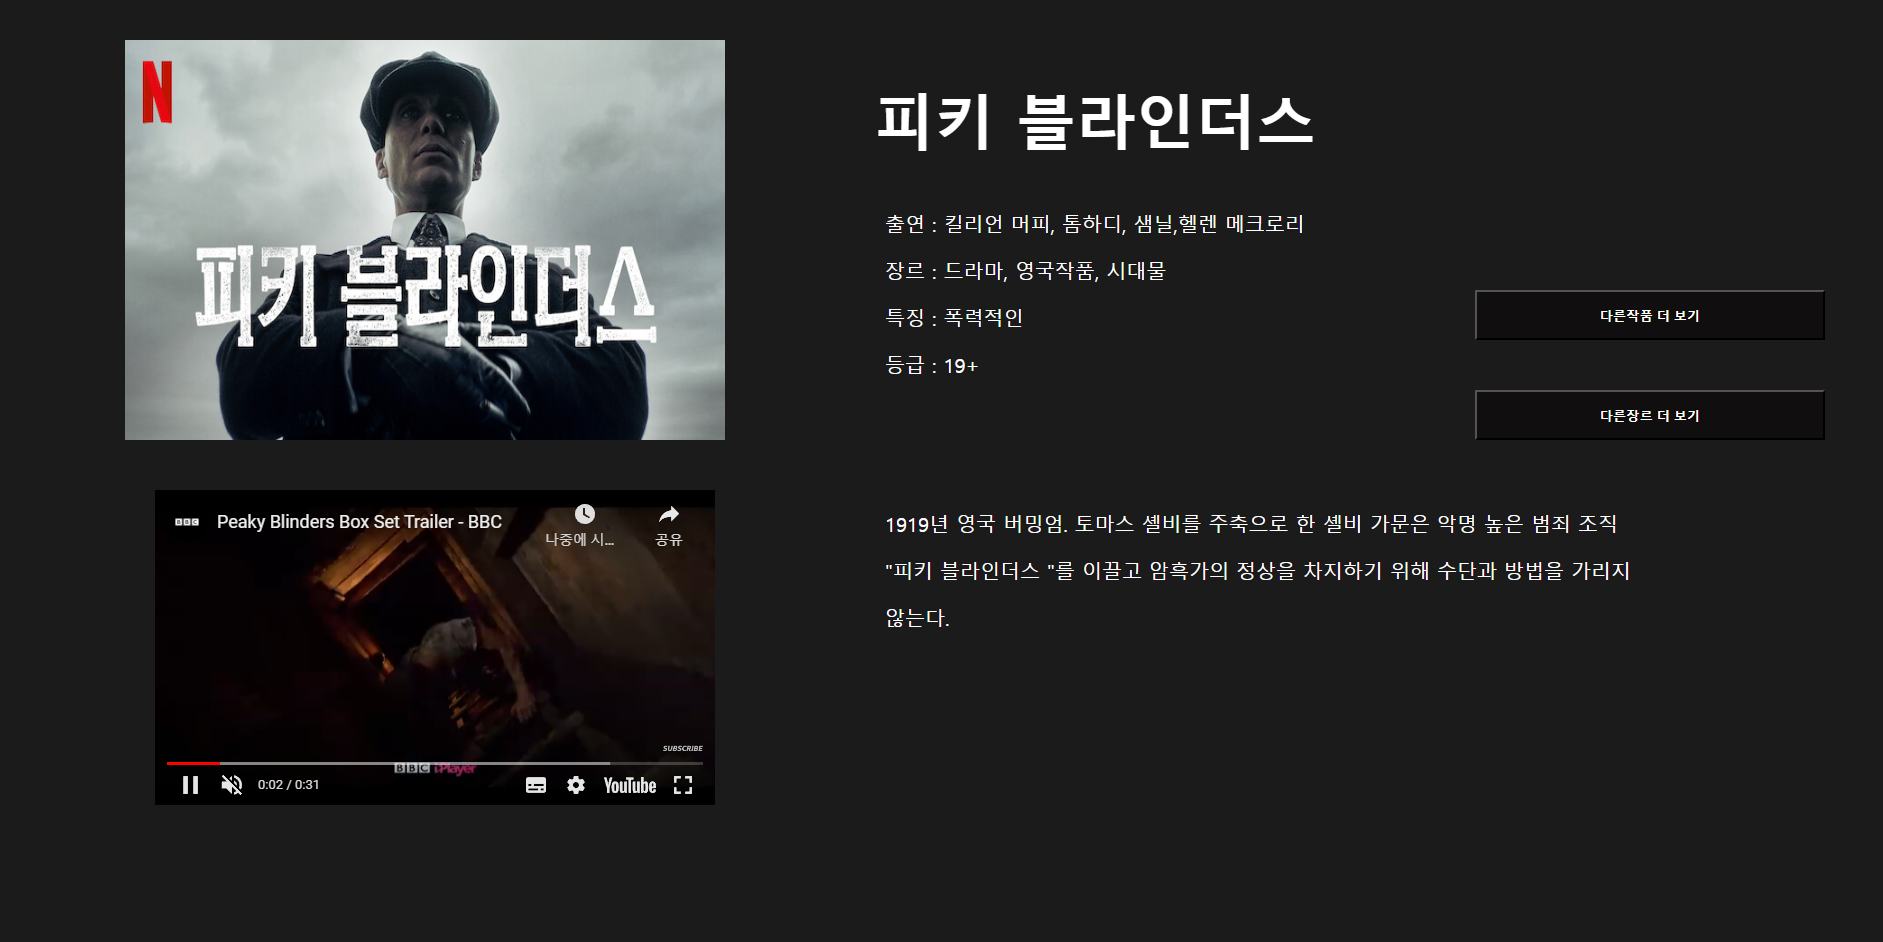 N
피키 블라인더스
피키 블라인더스
출연 : 킬리언 머피, 톰하디, 샘닐,헬렌 메크로리
장르 : 드라마, 영국작품, 시대물
특징 : 폭력적인
등급 : 19+
다른작품 더 보기
다른장르 더 보기
BBC
Peaky Blinders Box Set Trailer - BBC
나중에 시...
공유
SUBSCRIBE
BBC iPlayer
0:02 / 0:31
YouTube
1919년 영국 버밍엄. 토마스 셸비를 주축으로 한 셸비 가문은 악명 높은 범죄 조직
"피키 블라인더스 "를 이끌고 암흑가의 정상을 차지하기 위해 수단과 방법을 가리지
않는다.